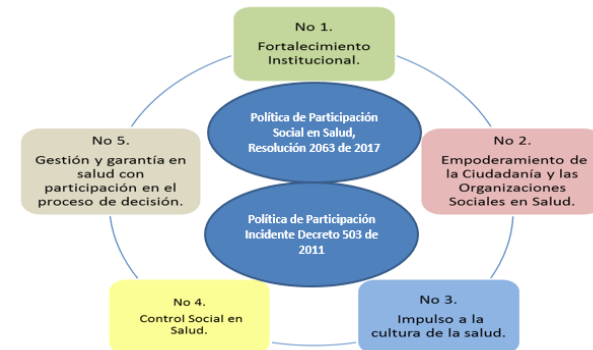 No 1.
Fortalecimiento
Institucional.
Política de Participación
Social en Salud,
Resolución 2063 de
2017
No 5.
Gestión y garantía en
salud con
participación en el
proceso de decisión.
No 2.
Empoderamiento de
la Ciudadanía y las
Organizaciones
Sociales en Salud.
Política de Participación
Incidente Decreto 503 de
2011
No 4.
Control Social en
Salud.
No 3.
Impulso a la
cultura de la salud.